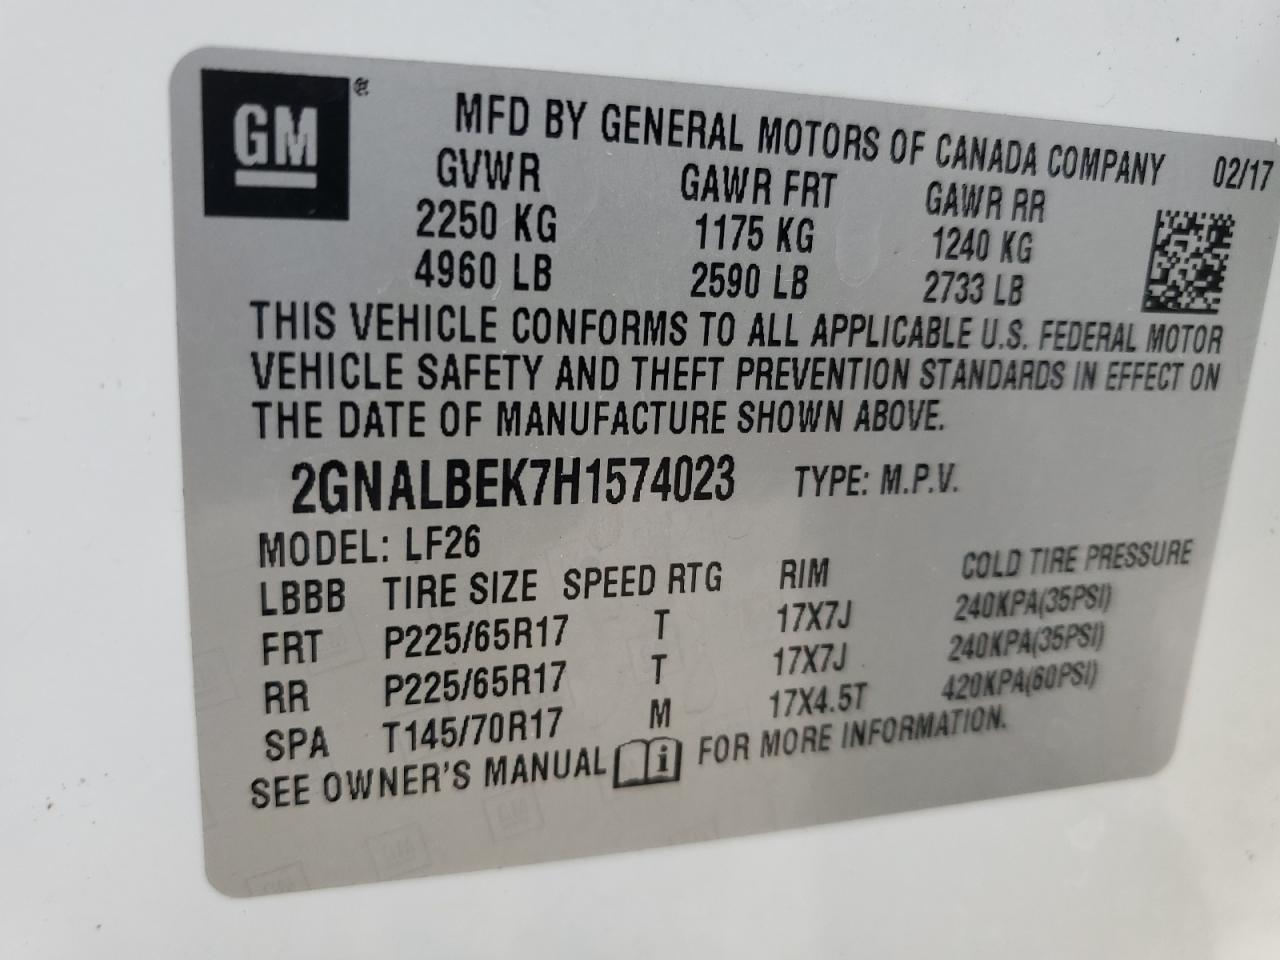 GM ®
MFD BY GENERAL MOTORS OF CANADA COMPANY 02/17
GVWR GAWR FRT GAWR RR
2250 KG 1175 KG 1240 KG
4960 LB 2590 LB 2733 LB
THIS VEHICLE CONFORMS TO ALL APPLICABLE U.S. FEDERAL MOTOR
VEHICLE SAFETY AND THEFT PREVENTION STANDARDS IN EFFECT ON
THE DATE OF MANUFACTURE SHOWN ABOVE.
2GNALBEK7H1574023 TYPE: M.P.V.
MODEL: LF26
LBBB TIRE SIZE SPEED RTG RIM COLD TIRE PRESSURE
FRT P225/65R17 T 17X7J 240KPA(35PSI)
RR P225/65R17 T 17X7J 240KPA(35PSI)
SPA T145/70R17 M 17X4.5T 420KPA(60PSI)
SEE OWNER'S MANUAL i FOR MORE INFORMATION.